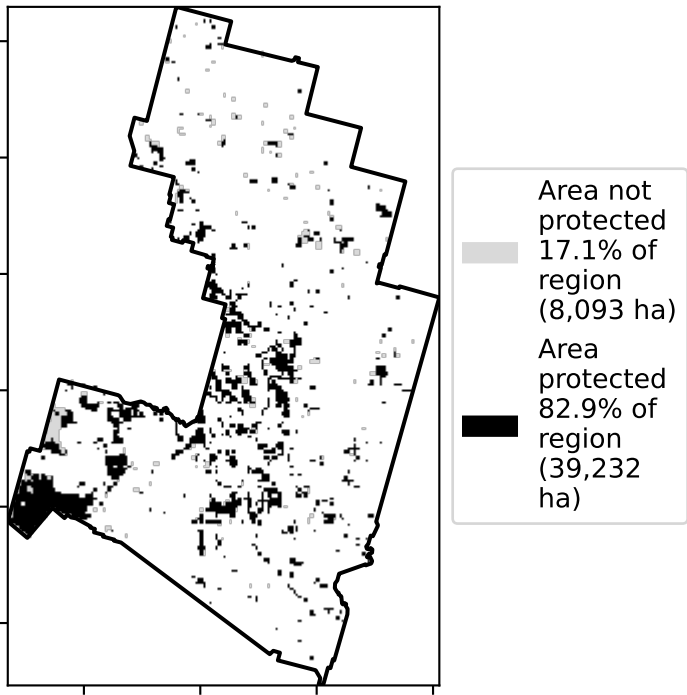 Area not
protected
17.1% of
region
(8,093 ha)
Area
protected
82.9% of
region
(39,232
ha)